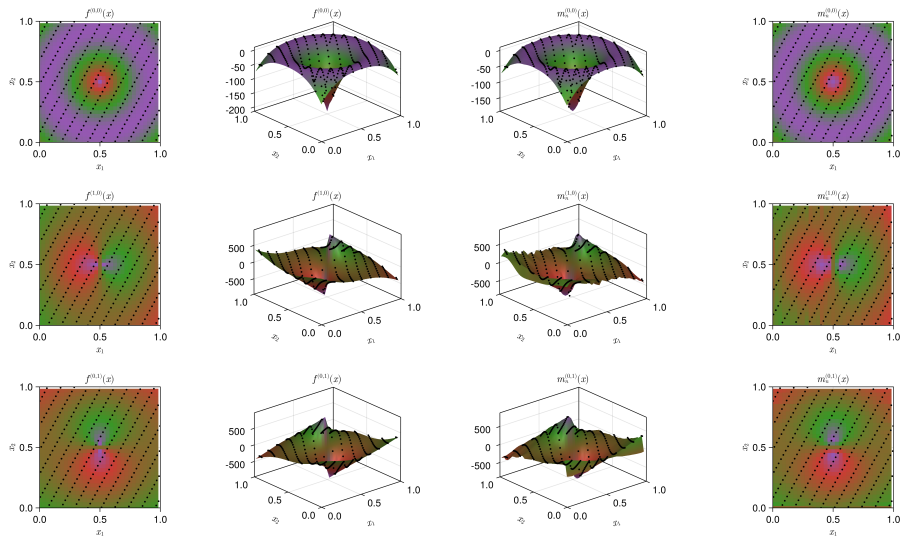 f^{(0,0)}(x) f^{(0,0)}(x) m_n^{(0,0)}(x) m_n^{(0,0)}(x)
1.0 0.5 0.0 x_2 0.0 0.5 1.0 x_1
0 -50 -100 -150 -200 1.0 0.5 0.0 x_2 0.0 0.5 1.0 x_1
0 -50 -100 -150 1.0 0.5 0.0 x_2 0.0 0.5 1.0 x_1
1.0 0.5 0.0 x_2 0.0 0.5 1.0 x_1
f^{(1,0)}(x) f^{(1,0)}(x) m_n^{(1,0)}(x) m_n^{(1,0)}(x)
1.0 0.5 0.0 x_2 0.0 0.5 1.0 x_1
500 0 -500 1.0 0.5 0.0 x_2 0.0 0.5 1.0 x_1
500 0 -500 1.0 0.5 0.0 x_2 0.0 0.5 1.0 x_1
1.0 0.5 0.0 x_2 0.0 0.5 1.0 x_1
f^{(0,1)}(x) f^{(0,1)}(x) m_n^{(0,1)}(x) m_n^{(0,1)}(x)
1.0 0.5 0.0 x_2 0.0 0.5 1.0 x_1
500 0 -500 1.0 0.5 0.0 x_2 0.0 0.5 1.0 x_1
500 0 -500 1.0 0.5 0.0 x_2 0.0 0.5 1.0 x_1
1.0 0.5 0.0 x_2 0.0 0.5 1.0 x_1